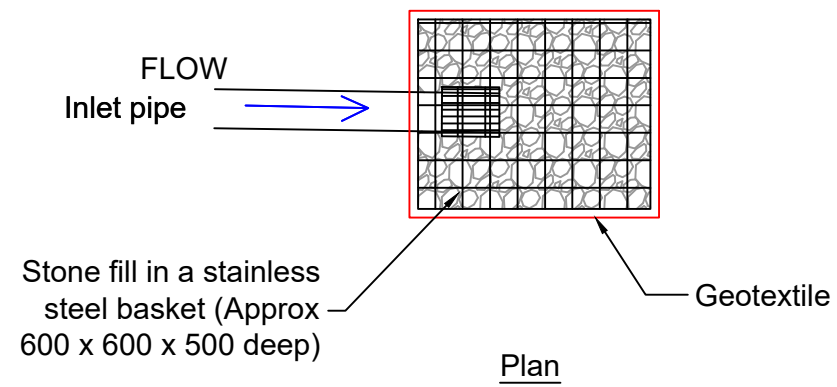 FLOW
Inlet pipe
Stone fill in a stainless
steel basket (Approx
600 x 600 x 500 deep)
Geotextile
Plan